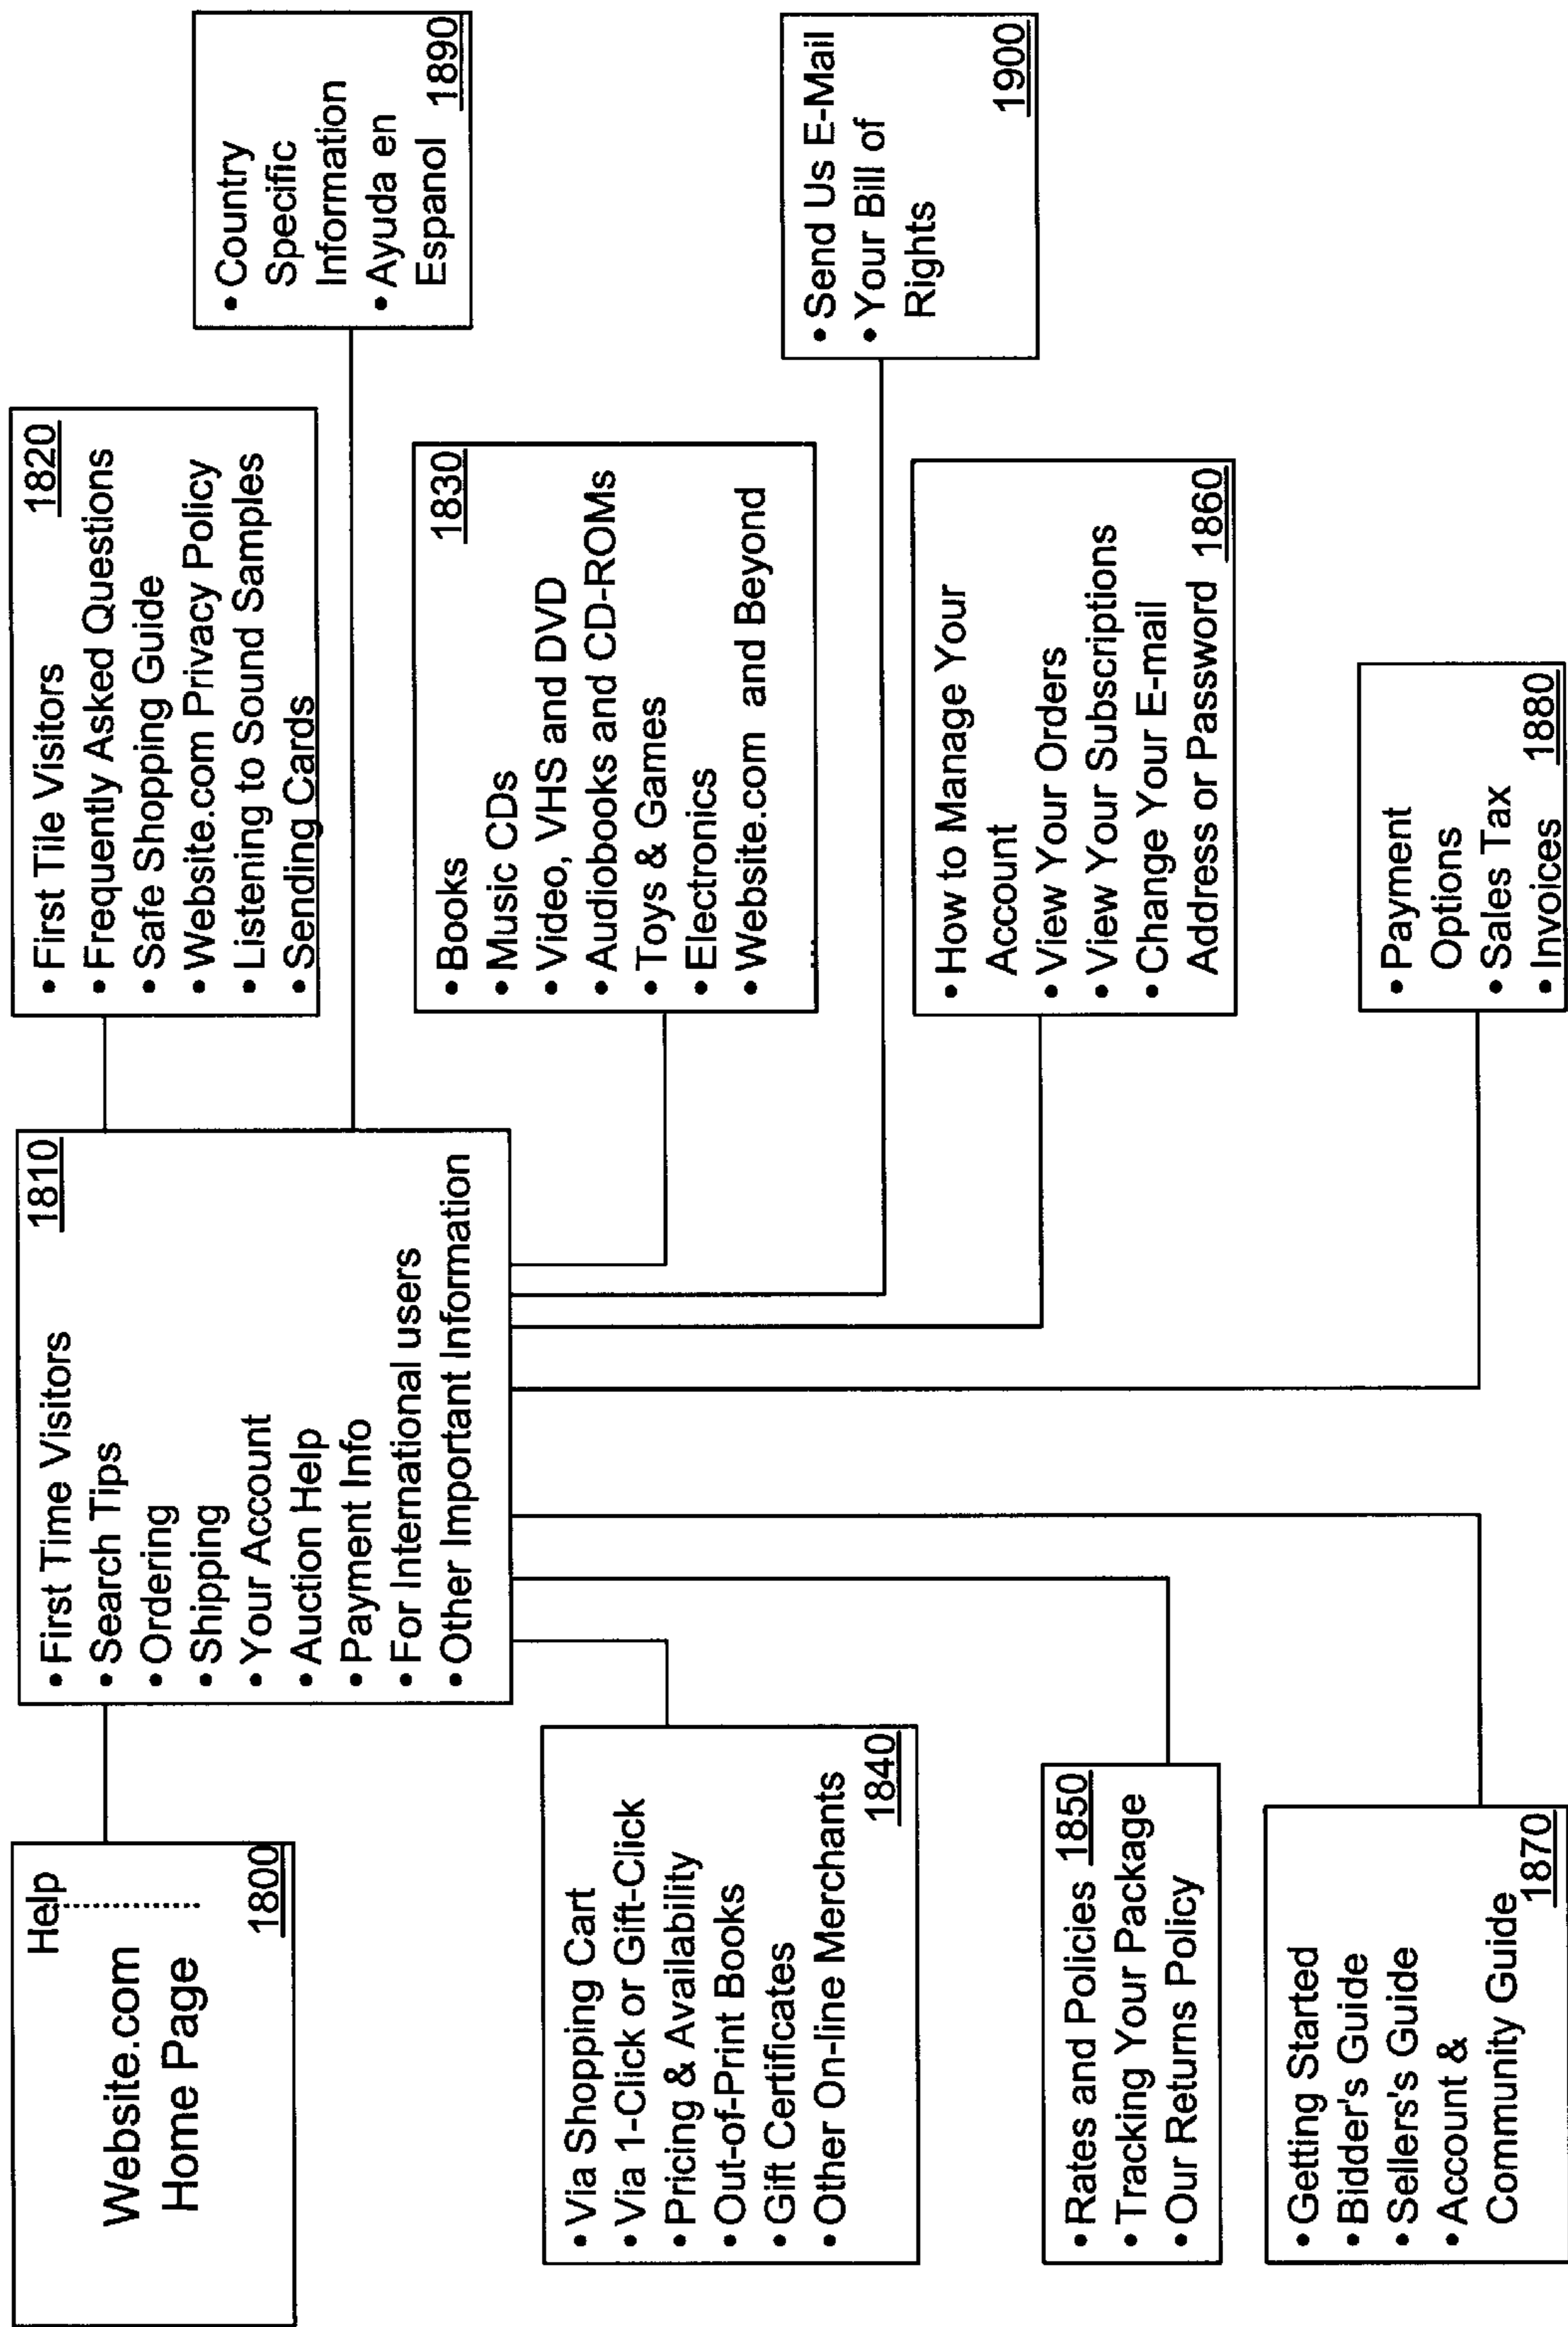 Help
Website.com
Home Page
1800
• First Time Visitors
1810
• Search Tips
• Ordering
• Shipping
• Your Account
• Auction Help
• Payment Info
• For International users
• Other Important Information
• First Tile Visitors
1820
• Frequently Asked Questions
• Safe Shopping Guide
• Website.com Privacy Policy
• Listening to Sound Samples
• Sending Cards
• Country
Specific
Information
• Ayuda en
Espanol 1890
• Via Shopping Cart
• Via 1-Click or Gift-Click
• Pricing & Availability
• Out-of-Print Books
• Gift Certificates
• Other On-line Merchants
1840
• Books
1830
• Music CDs
• Video, VHS and DVD
• Audiobooks and CD-ROMs
• Toys & Games
• Electronics
• Website.com and Beyond
• Send Us E-Mail
• Your Bill of
Rights
1900
• Rates and Policies 1850
• Tracking Your Package
• Our Returns Policy
• How to Manage Your
Account
• View Your Orders
• View Your Subscriptions
• Change Your E-mail
Address or Password 1860
• Getting Started
• Bidder's Guide
• Sellers's Guide
• Account &
Community Guide
1870
• Payment
Options
• Sales Tax
• Invoices 1880